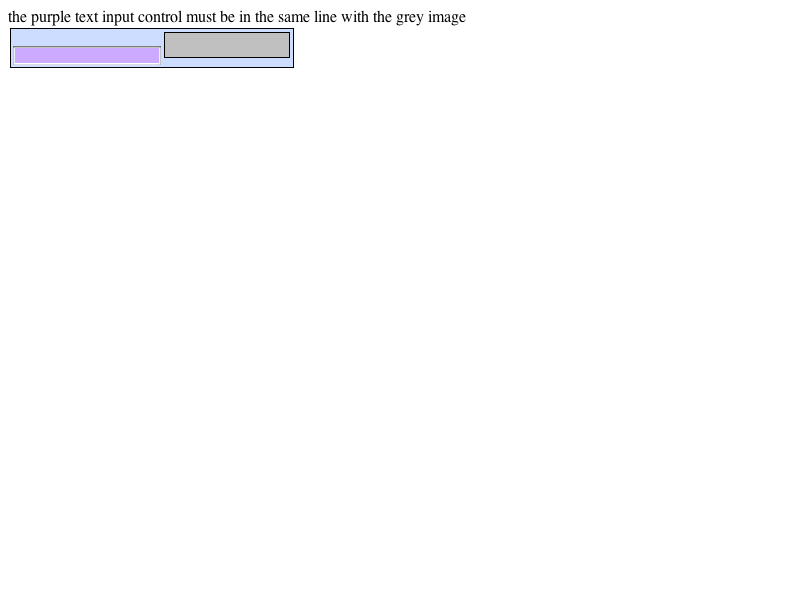 the purple text input control must be in the same line with the grey image